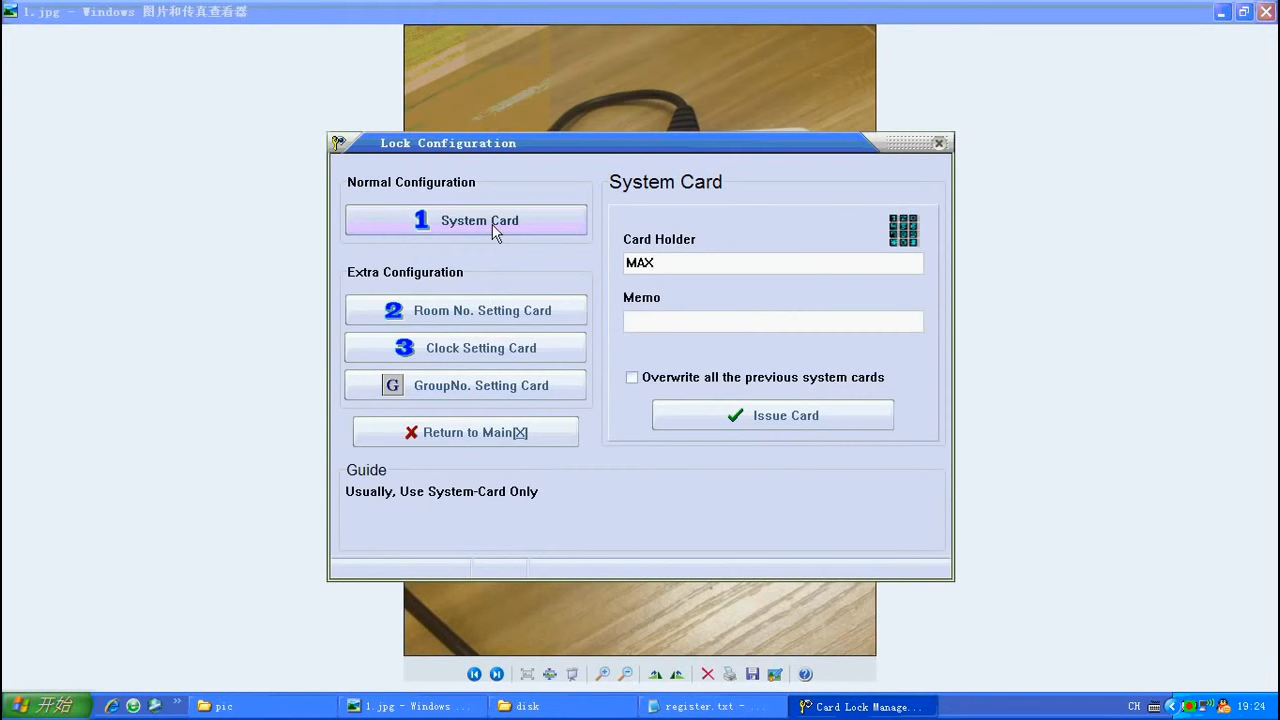 1.jpg - Windows 图片和传真查看器
Lock Configuration
Normal Configuration
1 System Card
Extra Configuration
2 Room No. Setting Card
3 Clock Setting Card
G GroupNo. Setting Card
Return to Main[X]
System Card
Card Holder
MAX
Memo
Overwrite all the previous system cards
Issue Card
Guide
Usually, Use System-Card Only
开始
pic
1.jpg - Windows ...
disk
register.txt - ...
Card Lock Manage...
CH
19:24